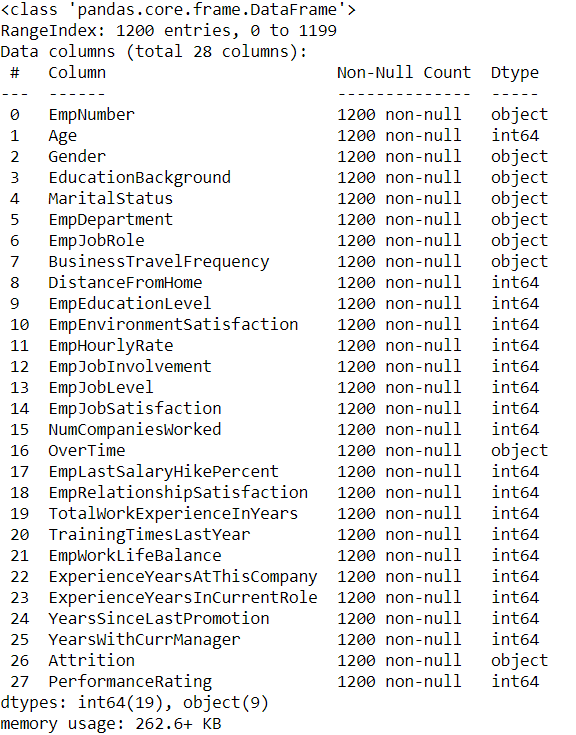 <class 'pandas.core.frame.DataFrame'>
RangeIndex: 1200 entries, 0 to 1199
Data columns (total 28 columns):
 #   Column                        Non-Null Count  Dtype
---  ------                        --------------  -----
 0   EmpNumber                     1200 non-null   object
 1   Age                           1200 non-null   int64
 2   Gender                        1200 non-null   object
 3   EducationBackground           1200 non-null   object
 4   MaritalStatus                 1200 non-null   object
 5   EmpDepartment                 1200 non-null   object
 6   EmpJobRole                    1200 non-null   object
 7   BusinessTravelFrequency       1200 non-null   object
 8   DistanceFromHome              1200 non-null   int64
 9   EmpEducationLevel             1200 non-null   int64
 10  EmpEnvironmentSatisfaction    1200 non-null   int64
 11  EmpHourlyRate                 1200 non-null   int64
 12  EmpJobInvolvement             1200 non-null   int64
 13  EmpJobLevel                   1200 non-null   int64
 14  EmpJobSatisfaction            1200 non-null   int64
 15  NumCompaniesWorked            1200 non-null   int64
 16  OverTime                      1200 non-null   object
 17  EmpLastSalaryHikePercent      1200 non-null   int64
 18  EmpRelationshipSatisfaction   1200 non-null   int64
 19  TotalWorkExperienceInYears    1200 non-null   int64
 20  TrainingTimesLastYear         1200 non-null   int64
 21  EmpWorkLifeBalance            1200 non-null   int64
 22  ExperienceYearsAtThisCompany  1200 non-null   int64
 23  ExperienceYearsInCurrentRole  1200 non-null   int64
 24  YearsSinceLastPromotion       1200 non-null   int64
 25  YearsWithCurrManager          1200 non-null   int64
 26  Attrition                     1200 non-null   object
 27  PerformanceRating             1200 non-null   int64
dtypes: int64(19), object(9)
memory usage: 262.6+ KB